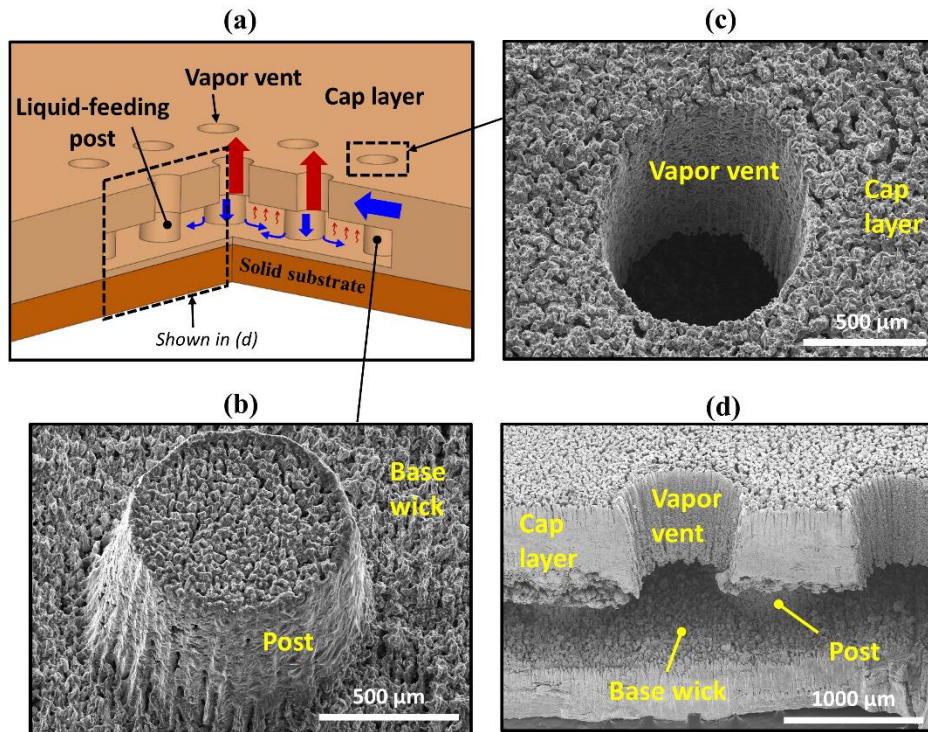 (a)
Vapor vent
Cap layer
Liquid-feeding
post
Solid substrate
Shown in (d)
(c)
Vapor vent
Cap
layer
500 µm
(b)
Base
wick
Post
500 µm
(d)
Vapor
vent
Cap
layer
Post
Base wick
1000 µm